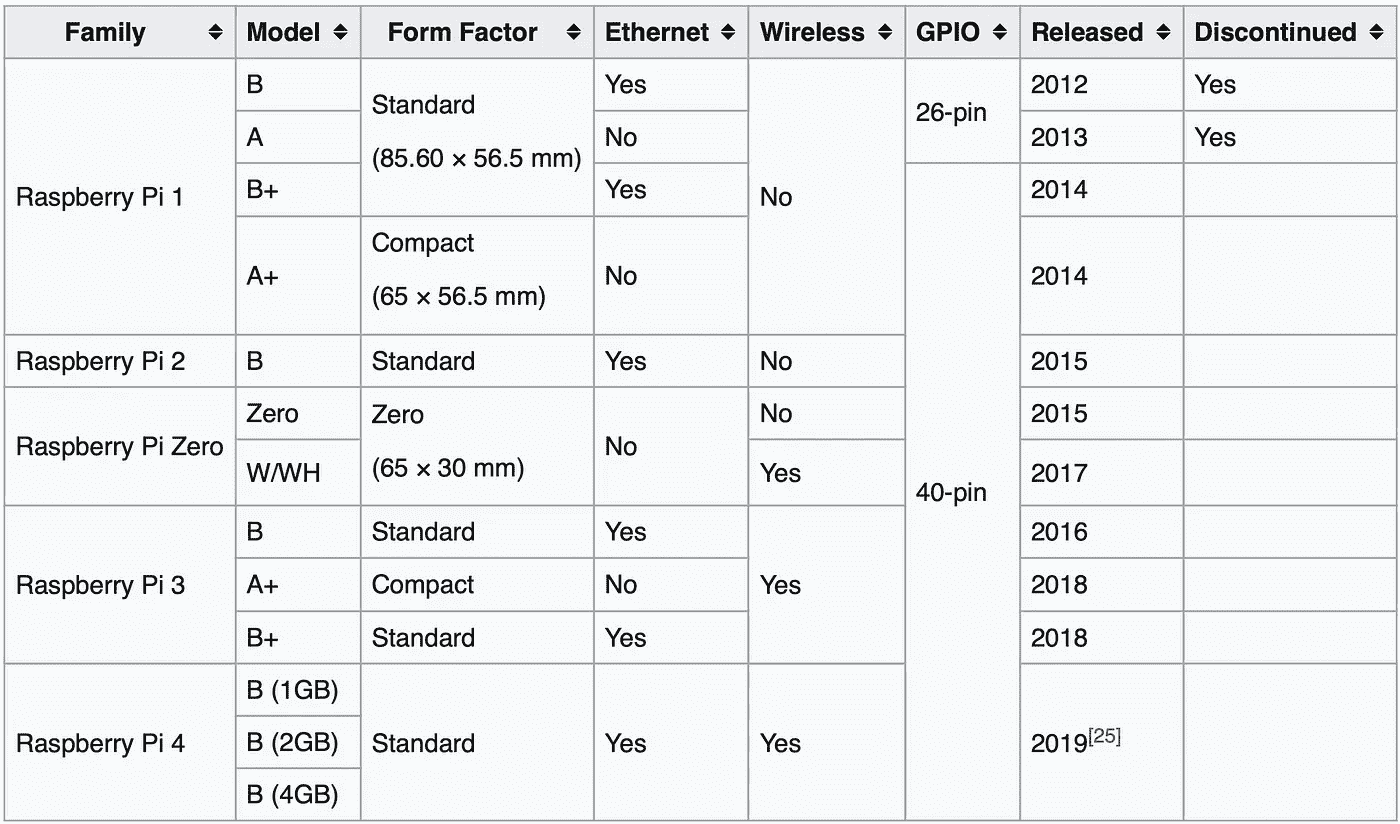 Family Model Form Factor Ethernet Wireless GPIO Released Discontinued
Raspberry Pi 1 B Standard Yes No 26-pin 2012 Yes
(85.60 × 56.5 mm)
A No 2013 Yes
B+ Yes 40-pin 2014
A+ Compact No 2014
(65 × 56.5 mm)
Raspberry Pi 2 B Standard Yes No 2015
Raspberry Pi Zero Zero Zero No No 2015
(65 × 30 mm)
W/WH Yes 2017
Raspberry Pi 3 B Standard Yes Yes 2016
A+ Compact No 2018
B+ Standard Yes 2018
Raspberry Pi 4 B (1GB) Standard Yes Yes 2019[25]
B (2GB)
B (4GB)